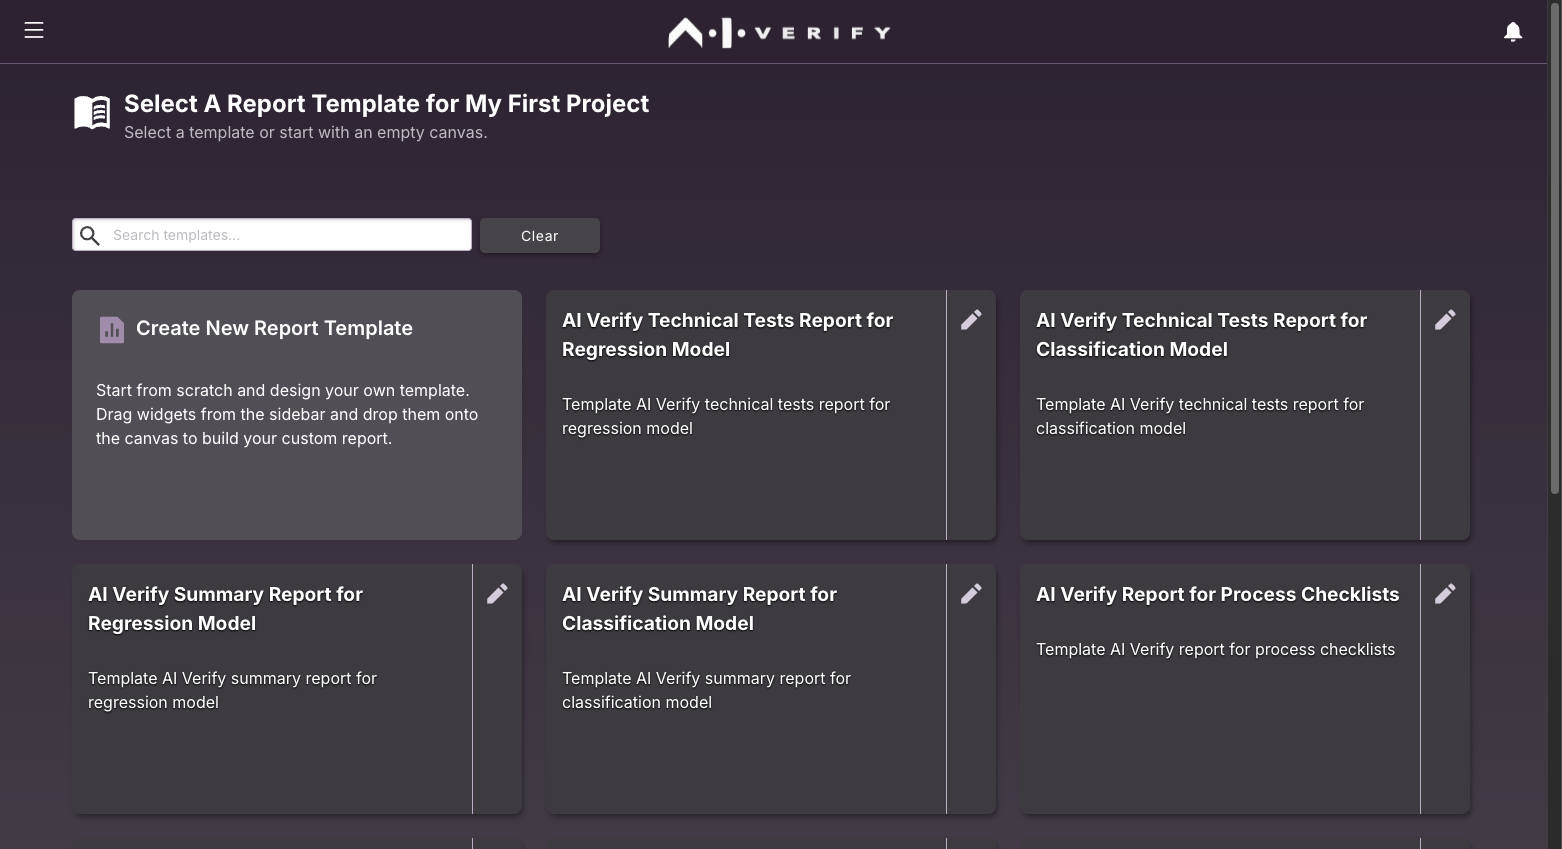 AI VERIFY
Select A Report Template for My First Project
Select a template or start with an empty canvas.
Search templates...
Clear
Create New Report Template
Start from scratch and design your own template.
Drag widgets from the sidebar and drop them onto
the canvas to build your custom report.
AI Verify Technical Tests Report for
Regression Model
Template AI Verify technical tests report for
regression model
AI Verify Technical Tests Report for
Classification Model
Template AI Verify technical tests report for
classification model
AI Verify Summary Report for
Regression Model
Template AI Verify summary report for
regression model
AI Verify Summary Report for
Classification Model
Template AI Verify summary report for
classification model
AI Verify Report for Process Checklists
Template AI Verify report for process checklists